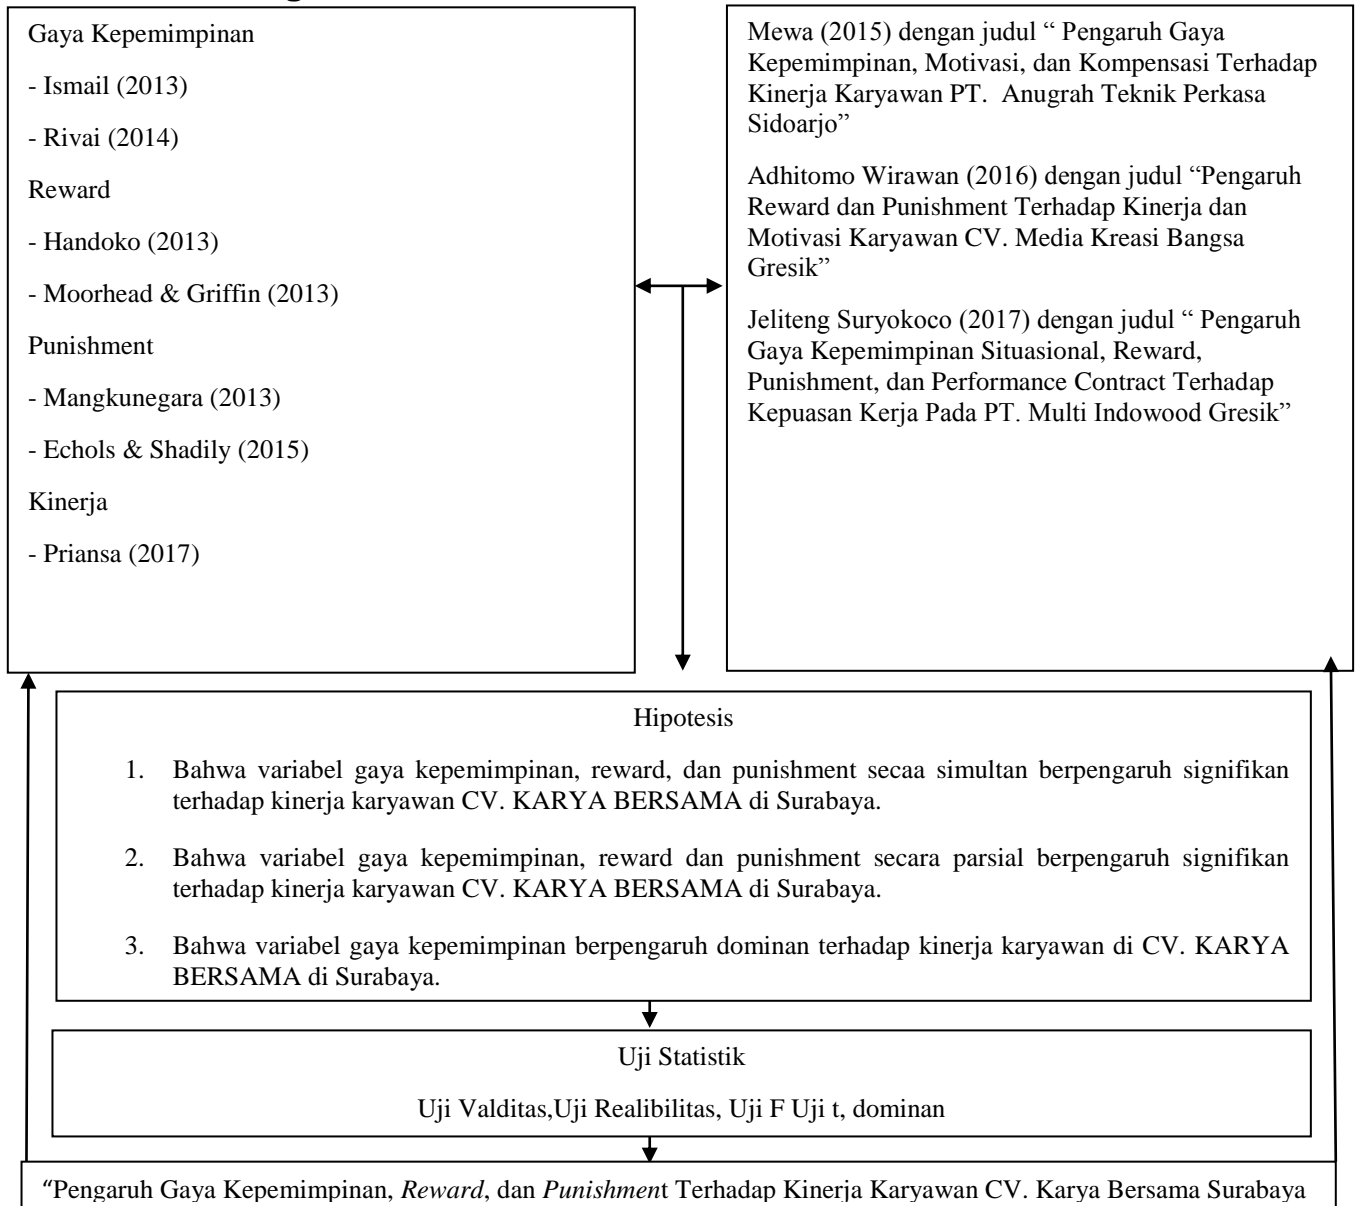 Gaya Kepemimpinan
- Ismail (2013)
- Rivai (2014)
Reward
- Handoko (2013)
- Moorhead & Griffin (2013)
Punishment
- Mangkunegara (2013)
- Echols & Shadily (2015)
Kinerja
- Priansa (2017)
Mewa (2015) dengan judul “ Pengaruh Gaya
Kepemimpinan, Motivasi, dan Kompensasi Terhadap
Kinerja Karyawan PT. Anugrah Teknik Perkasa
Sidoarjo”
Adhitomo Wirawan (2016) dengan judul “Pengaruh
Reward dan Punishment Terhadap Kinerja dan
Motivasi Karyawan CV. Media Kreasi Bangsa
Gresik”
Jeliteng Suryokoco (2017) dengan judul “ Pengaruh
Gaya Kepemimpinan Situasional, Reward,
Punishment, dan Performance Contract Terhadap
Kepuasan Kerja Pada PT. Multi Indowood Gresik”
Hipotesis
1. Bahwa variabel gaya kepemimpinan, reward, dan punishment secaa simultan berpengaruh signifikan
terhadap kinerja karyawan CV. KARYA BERSAMA di Surabaya.
2. Bahwa variabel gaya kepemimpinan, reward dan punishment secara parsial berpengaruh signifikan
terhadap kinerja karyawan CV. KARYA BERSAMA di Surabaya.
3. Bahwa variabel gaya kepemimpinan berpengaruh dominan terhadap kinerja karyawan di CV. KARYA
BERSAMA di Surabaya.
Uji Statistik
Uji Valditas,Uji Realibilitas, Uji F Uji t, dominan
“Pengaruh Gaya Kepemimpinan, Reward, dan Punishment Terhadap Kinerja Karyawan CV. Karya Bersama Surabaya